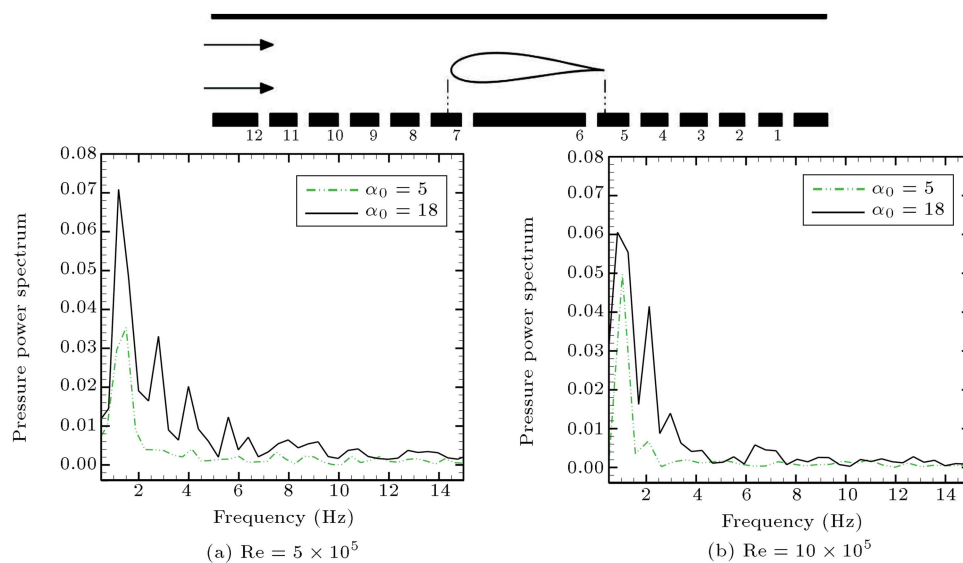 12 11 10 9 8 7 6 5 4 3 2 1
0.08
0.07
0.06
0.05
0.04
0.03
0.02
0.01
0.00
Pressure power spectrum
α₀ = 5
α₀ = 18
2 4 6 8 10 12 14
Frequency (Hz)
(a) Re = 5 × 10⁵
0.08
0.07
0.06
0.05
0.04
0.03
0.02
0.01
0.00
Pressure power spectrum
α₀ = 5
α₀ = 18
2 4 6 8 10 12 14
Frequency (Hz)
(b) Re = 10 × 10⁵